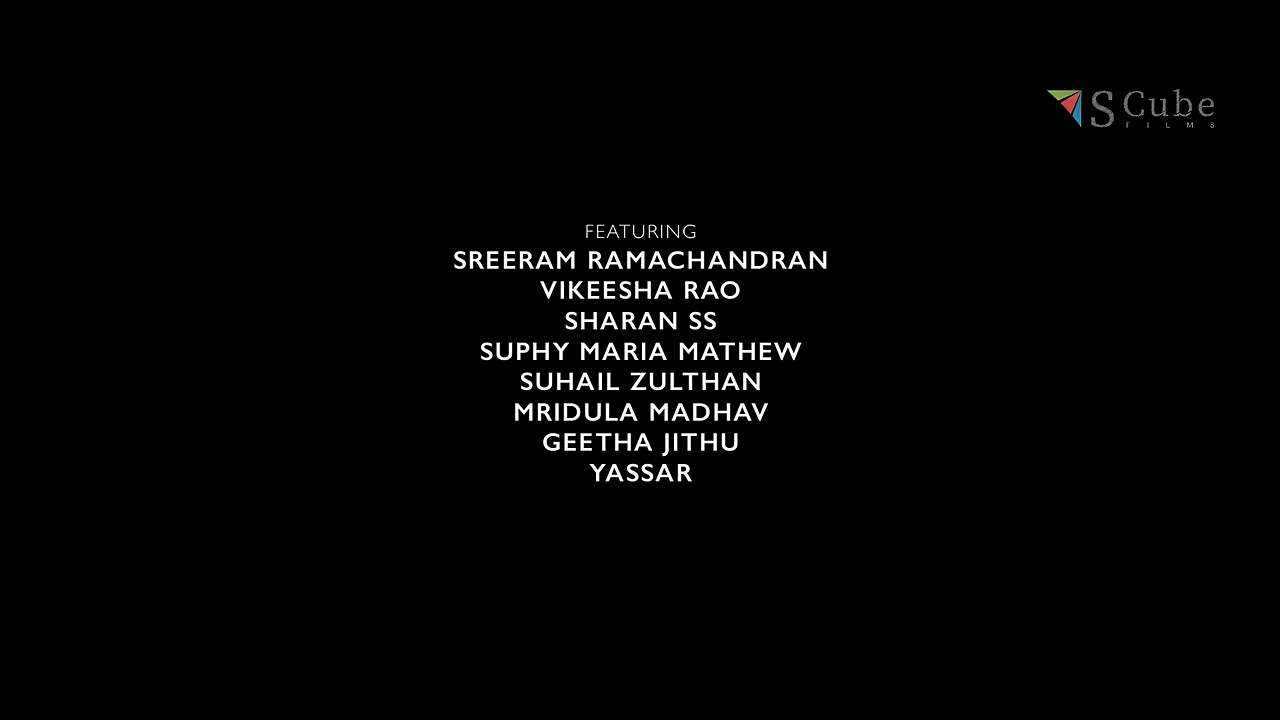 S Cube
FILMS
FEATURING
SREERAM RAMACHANDRAN
VIKEESHA RAO
SHARAN SS
SUPHY MARIA MATHEW
SUHAIL ZULTHAN
MRIDULA MADHAV
GEETHA JITHU
YASSAR